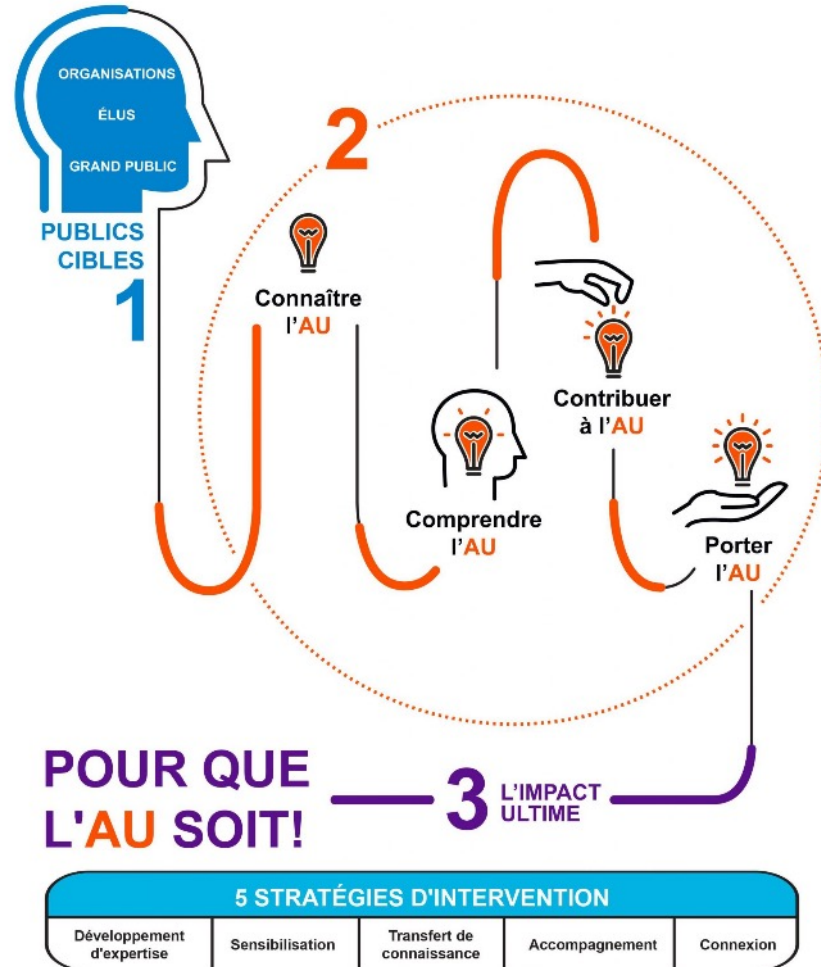 ORGANISATIONS
ÉLUS
GRAND PUBLIC
PUBLICS
CIBLES
1
2
Connaître
l'AU
Comprendre
l'AU
Contribuer
à l'AU
Porter
l'AU
POUR QUE
L'AU SOIT!
3
L'IMPACT
ULTIME
5 STRATÉGIES D'INTERVENTION
Développement
d'expertise
Sensibilisation
Transfert de
connaissance
Accompagnement
Connexion